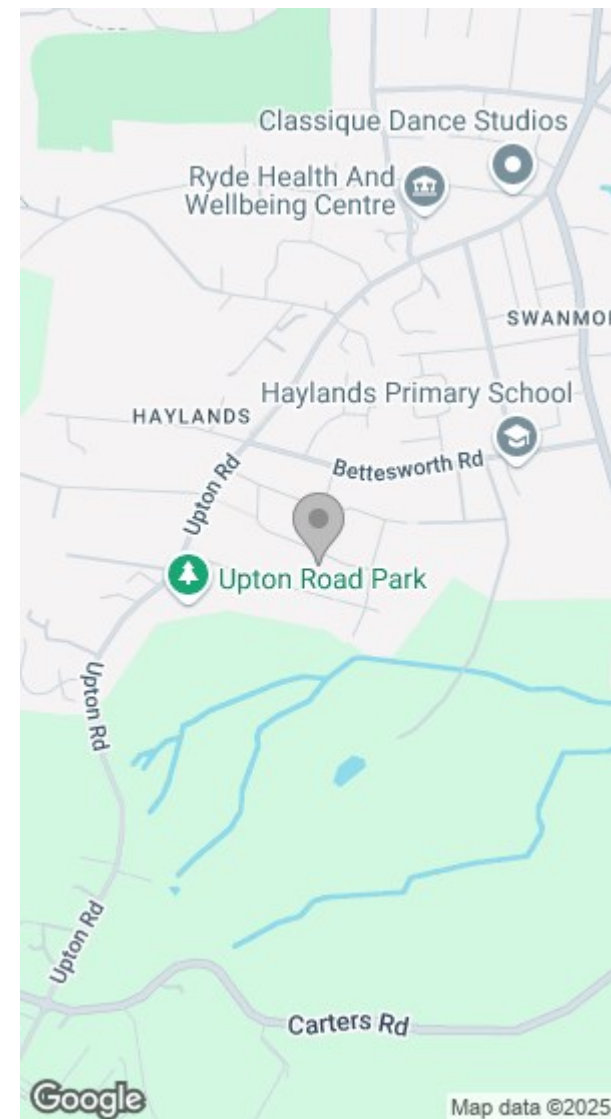 Classique Dance Studios
Ryde Health And
Wellbeing Centre
SWANMO
Haylands Primary School
HAYLANDS
Bettesworth Rd
Upton Rd
Upton Road Park
Upton Rd
Upton Rd
Carters Rd
Google
Map data ©2025